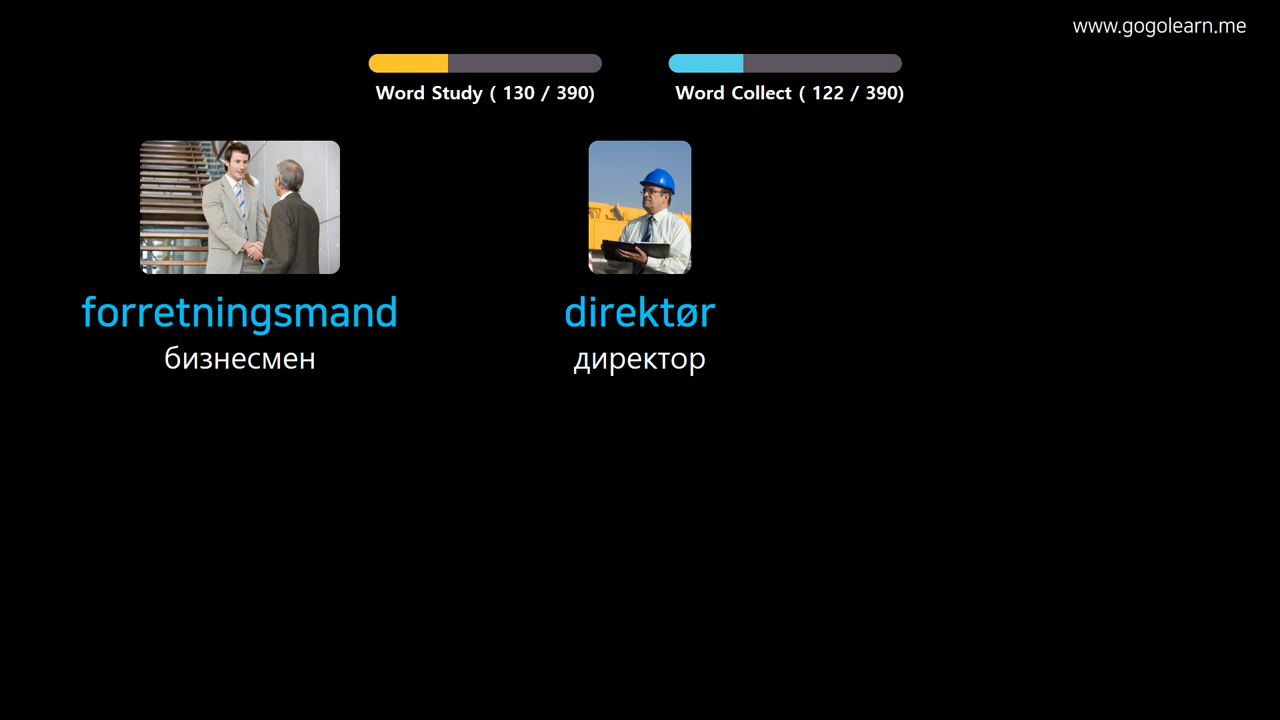 www.gogolearn.me
Word Study ( 130 / 390)
Word Collect ( 122 / 390)
forretningsmand
бизнесмен
direktør
директор